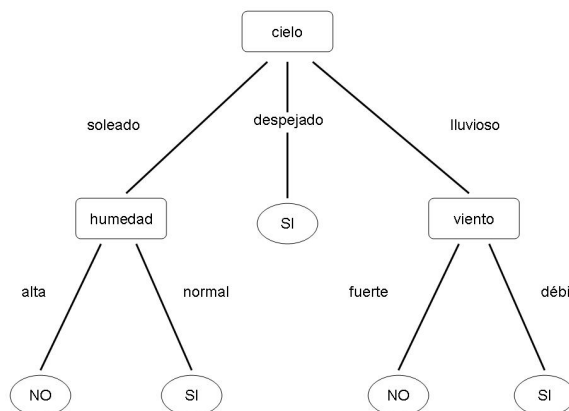 cielo
soleado
despejado
lluvioso
humedad
SI
viento
alta
normal
fuerte
débi
NO
SI
NO
SI